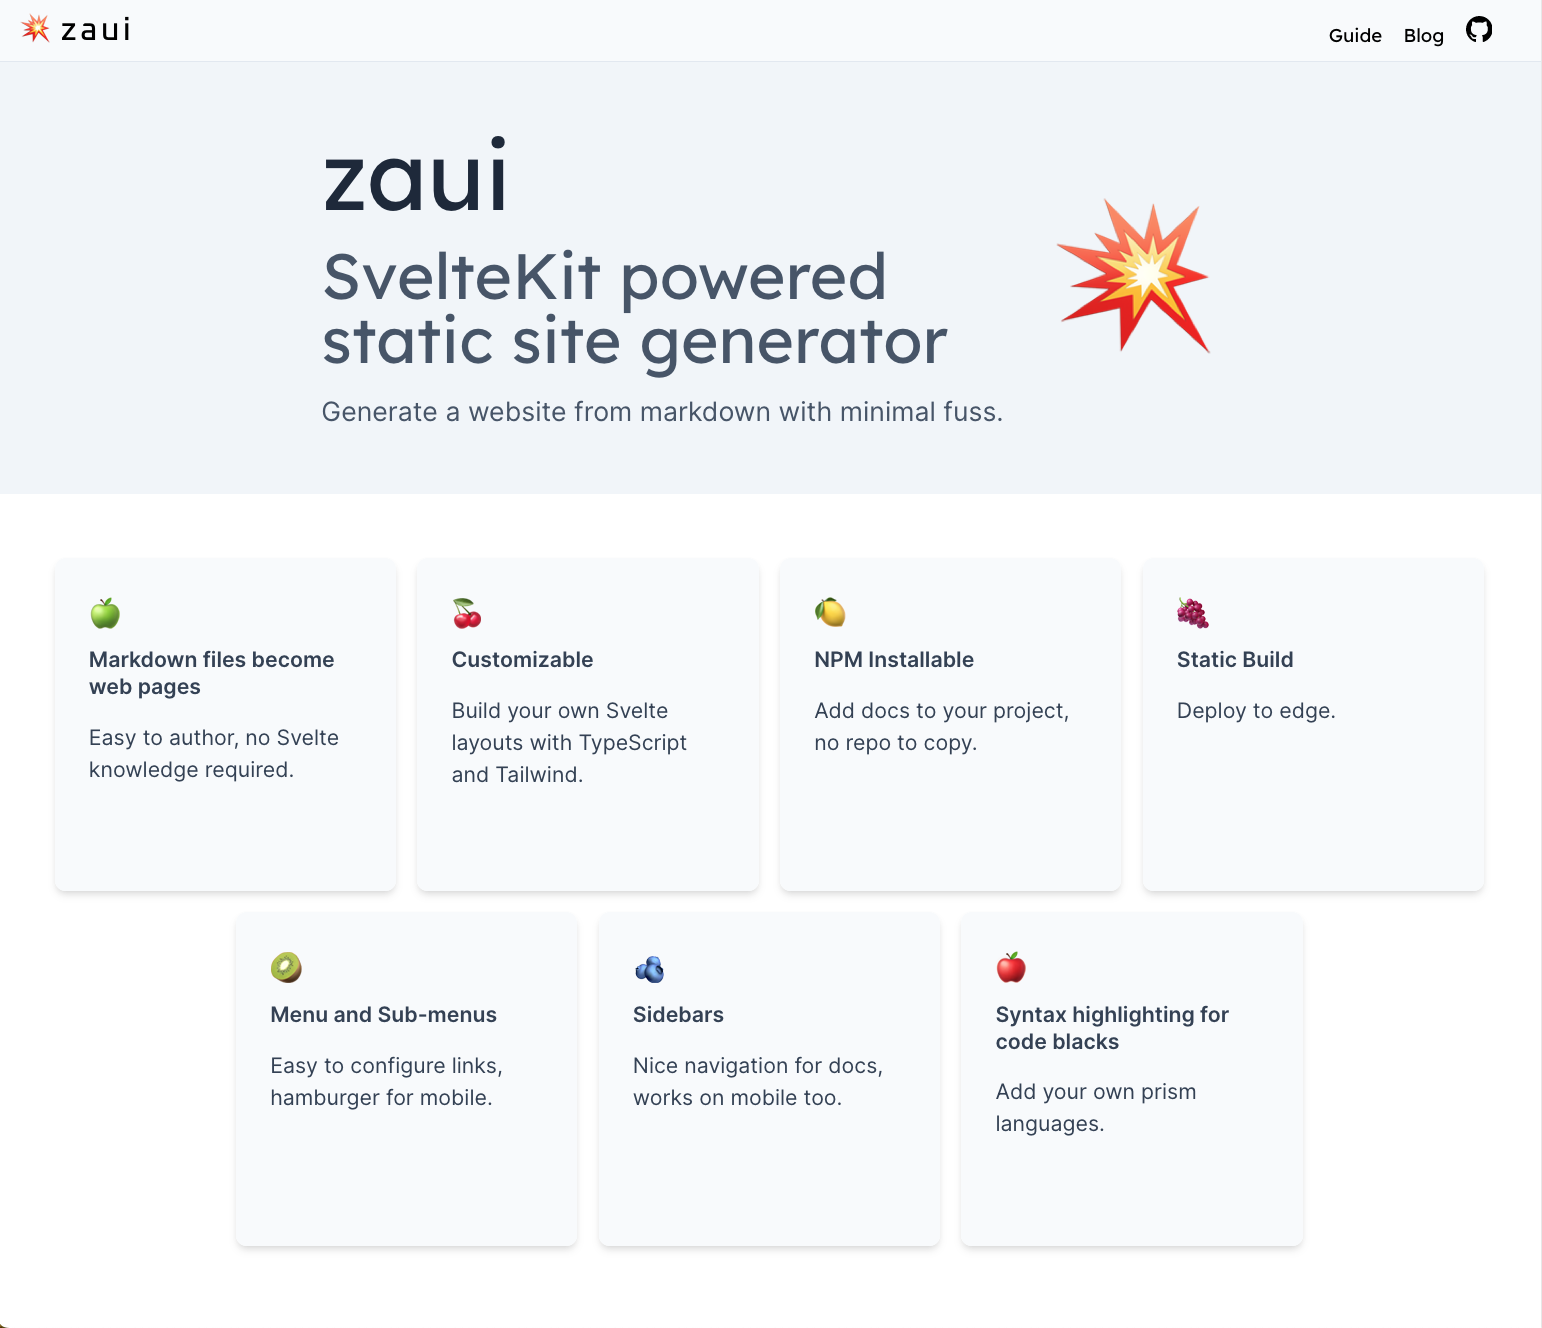 zaui
Guide Blog
zaui
SvelteKit powered
static site generator
Generate a website from markdown with minimal fuss.
Markdown files become
web pages
Easy to author, no Svelte
knowledge required.
Customizable
Build your own Svelte
layouts with TypeScript
and Tailwind.
NPM Installable
Add docs to your project,
no repo to copy.
Static Build
Deploy to edge.
Menu and Sub-menus
Easy to configure links,
hamburger for mobile.
Sidebars
Nice navigation for docs,
works on mobile too.
Syntax highlighting for
code blacks
Add your own prism
languages.